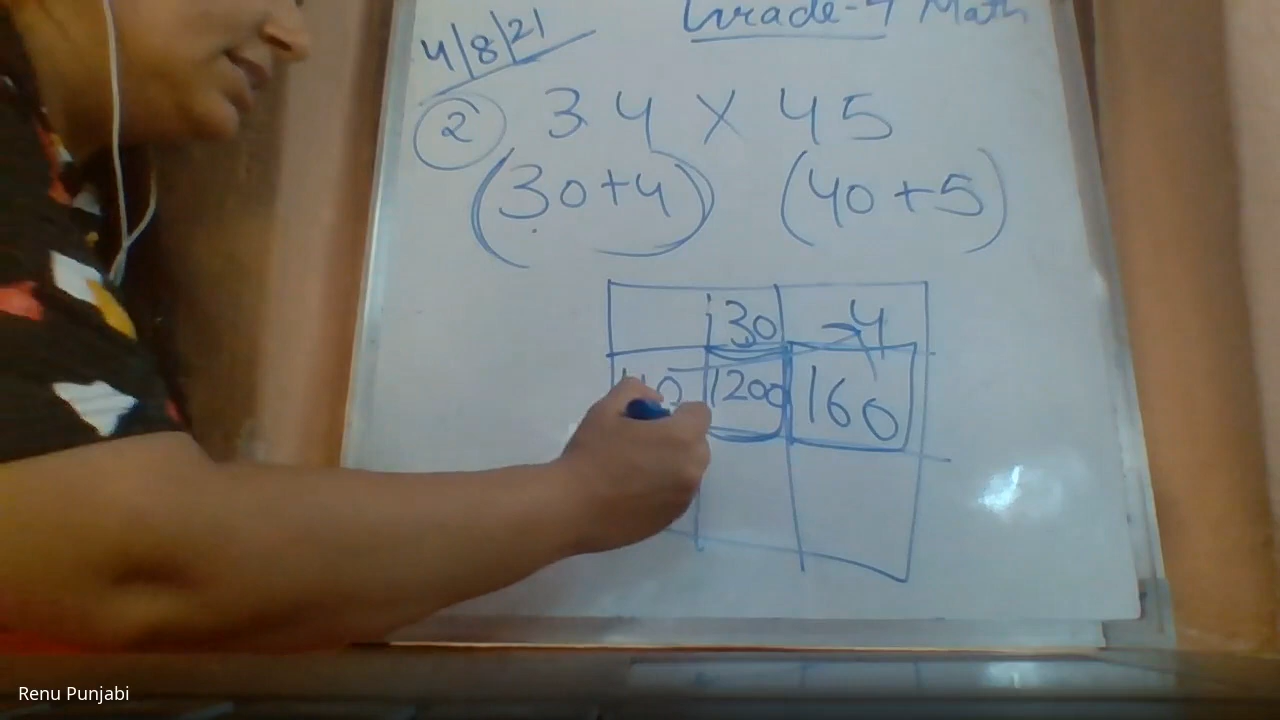 Grade-4 Math
4/8/21
2 34 X 45
(30+4) (40+5)
30 4
40 1200 160
Renu Punjabi